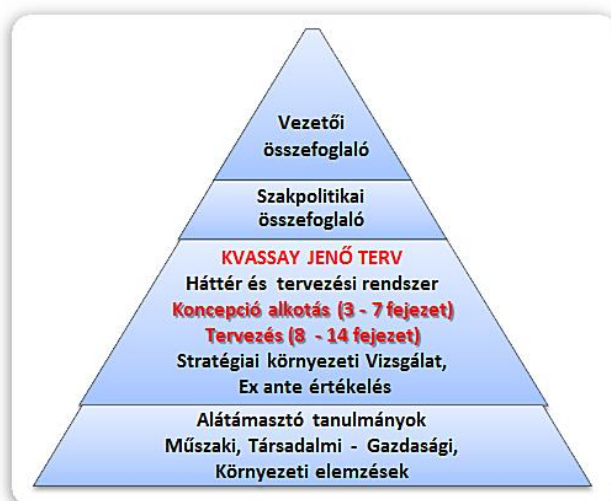 Vezetői
összefoglaló
Szakpolitikai
összefoglaló
KVASSAY JENŐ TERV
Háttér és tervezési rendszer
Koncepció alkotás (3 - 7 fejezet)
Tervezés (8 - 14 fejezet)
Stratégiai környezeti Vizsgálat,
Ex ante értékelés
Alátámasztó tanulmányok
Műszaki, Társadalmi - Gazdasági,
Környezeti elemzések